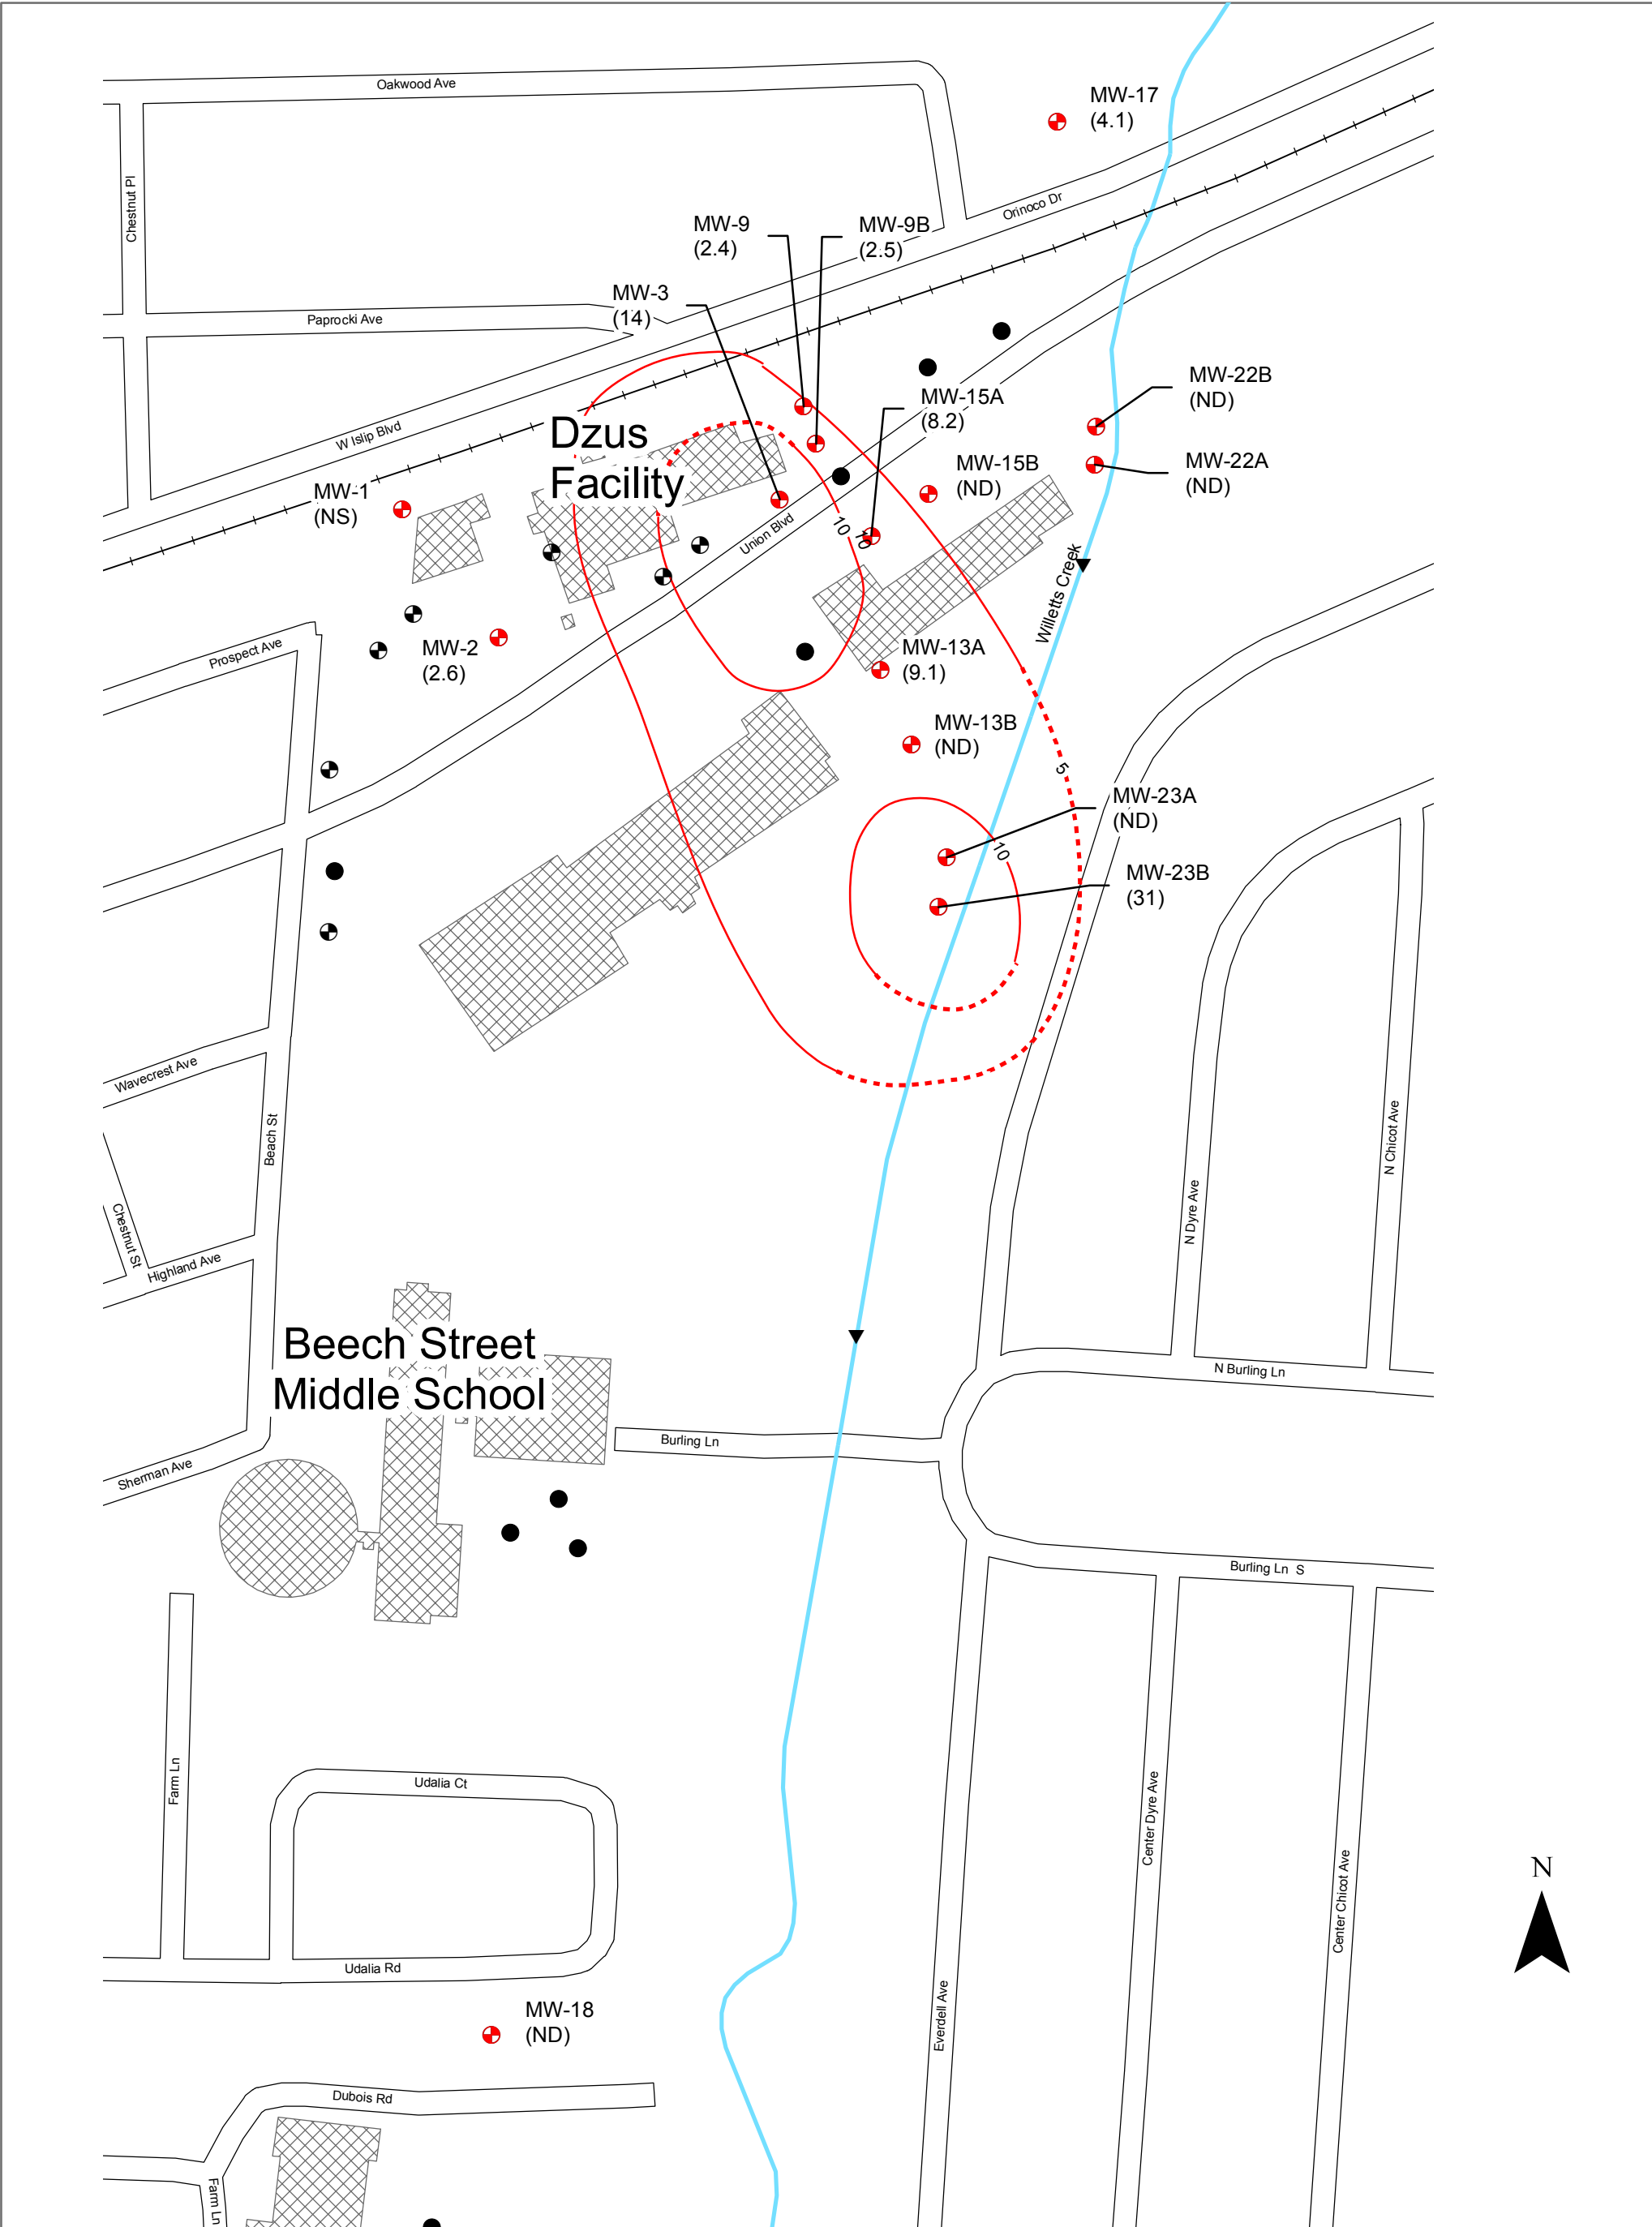 Oakwood Ave
MW-17
(4.1)
Chestnut Pl
Orinoco Dr
MW-9
(2.4)
MW-9B
(2.5)
MW-3
(14)
Paprocki Ave
MW-22B
(ND)
MW-15A
(8.2)
W Islip Blvd
Dzus
Facility
MW-15B
(ND)
MW-22A
(ND)
MW-1
(NS)
Union Blvd
10
10
Willetts Creek
Prospect Ave
MW-2
(2.6)
MW-13A
(9.1)
MW-13B
(ND)
5
MW-23A
(ND)
10
MW-23B
(31)
Wavecrest Ave
Beach St
N Chicot Ave
N Dyre Ave
Chestnut St
Highland Ave
Beech Street
Middle School
N Burling Ln
Burling Ln
Sherman Ave
Burling Ln S
Farm Ln
Udalia Ct
Center Dyre Ave
N
Center Chicot Ave
Udalia Rd
Everdell Ave
MW-18
(ND)
Dubois Rd
Farm Ln